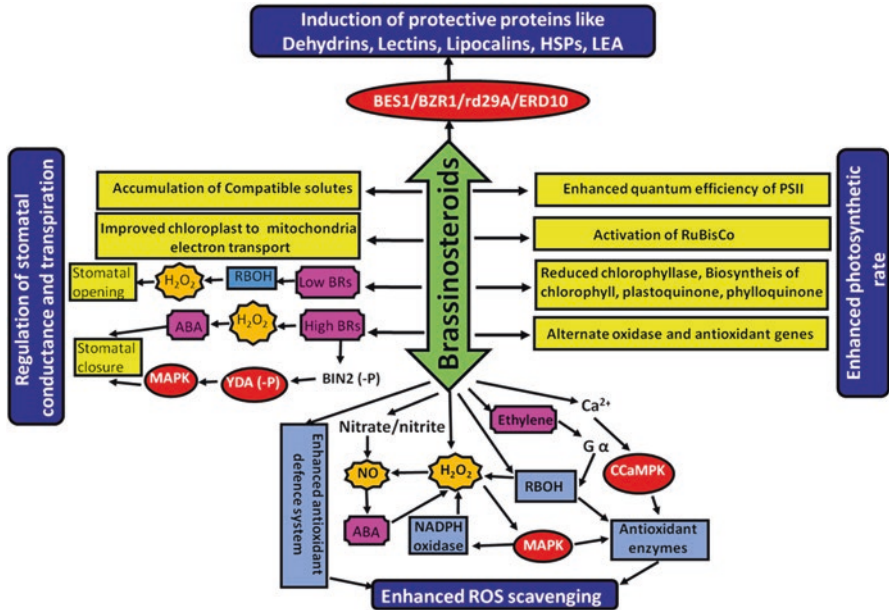 Induction of protective proteins like
Dehydrins, Lectins, Lipocalins, HSPs, LEA
BES1/BZR1/rd29A/ERD10
Regulation of stomatal
conductance and transpiration
Accumulation of Compatible solutes
Improved chloroplast to mitochondria
electron transport
Stomatal
opening
H₂O₂
RBOH
Low BRs
ABA
H₂O₂
High BRs
Stomatal
closure
MAPK
YDA (-P)
BIN2 (-P)
Brassinosteroids
Enhanced quantum efficiency of PSII
Activation of RuBisCo
Reduced chlorophyllase, Biosyntheis of
chlorophyll, plastoquinone, phylloquinone
Alternate oxidase and antioxidant genes
Enhanced photosynthetic
rate
Enhanced antioxidant
defence system
Nitrate/nitrite
NO
H₂O₂
ABA
NADPH
oxidase
MAPK
Ethylene
RBOH
Ca²⁺
G α
CCaMPK
Antioxidant
enzymes
Enhanced ROS scavenging